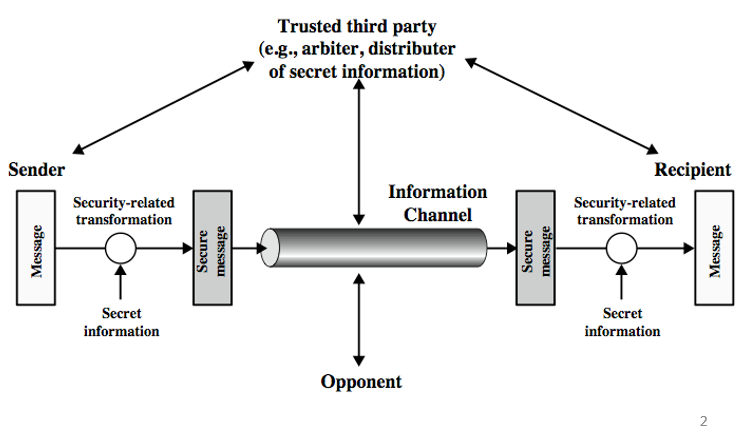 Trusted third party
(e.g., arbiter, distributer
of secret information)
Sender
Recipient
Message
Security-related
transformation
Secret
information
Secure
message
Information
Channel
Secure
message
Security-related
transformation
Secret
information
Message
Opponent
2